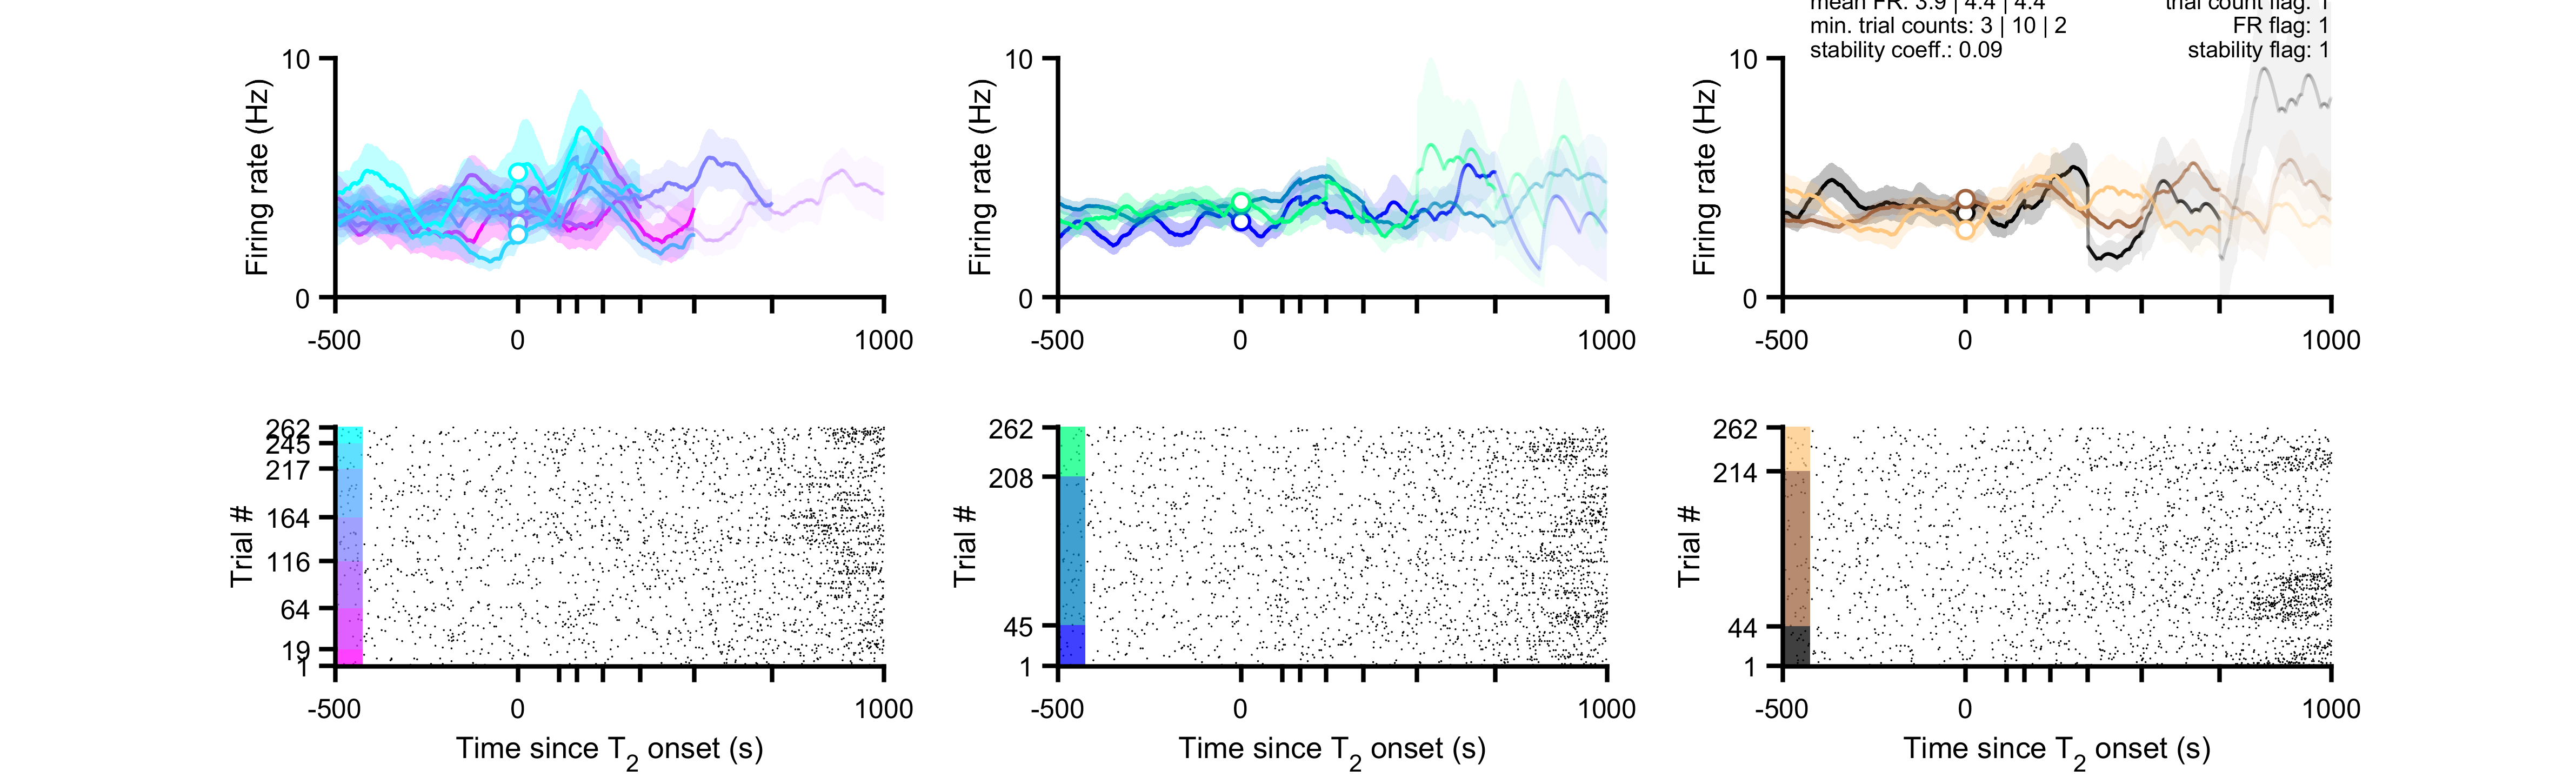 mean FR: 3.9 | 4.4 | 4.4 trial count flag: 1
min. trial counts: 3 | 10 | 2 FR flag: 1
stability coeff.: 0.09 stability flag: 1
10 10 10
Firing rate (Hz) Firing rate (Hz) Firing rate (Hz)
0 0 0
-500 0 1000 -500 0 1000 -500 0 1000
262 262 262
245
217 208 214
164
Trial # Trial # Trial #
116
64 45 44
19
1 1 1
-500 0 1000 -500 0 1000 -500 0 1000
Time since T2 onset (s) Time since T2 onset (s) Time since T2 onset (s)